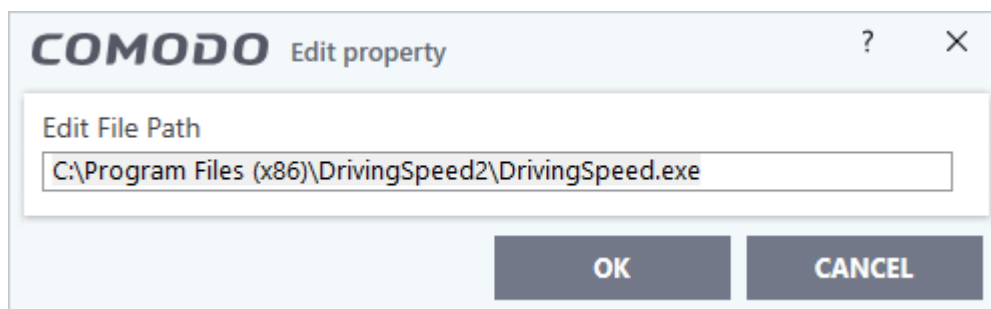 COMODO Edit property ?
Edit File Path
C:\Program Files (x86)\DrivingSpeed2\DrivingSpeed.exe
OK CANCEL